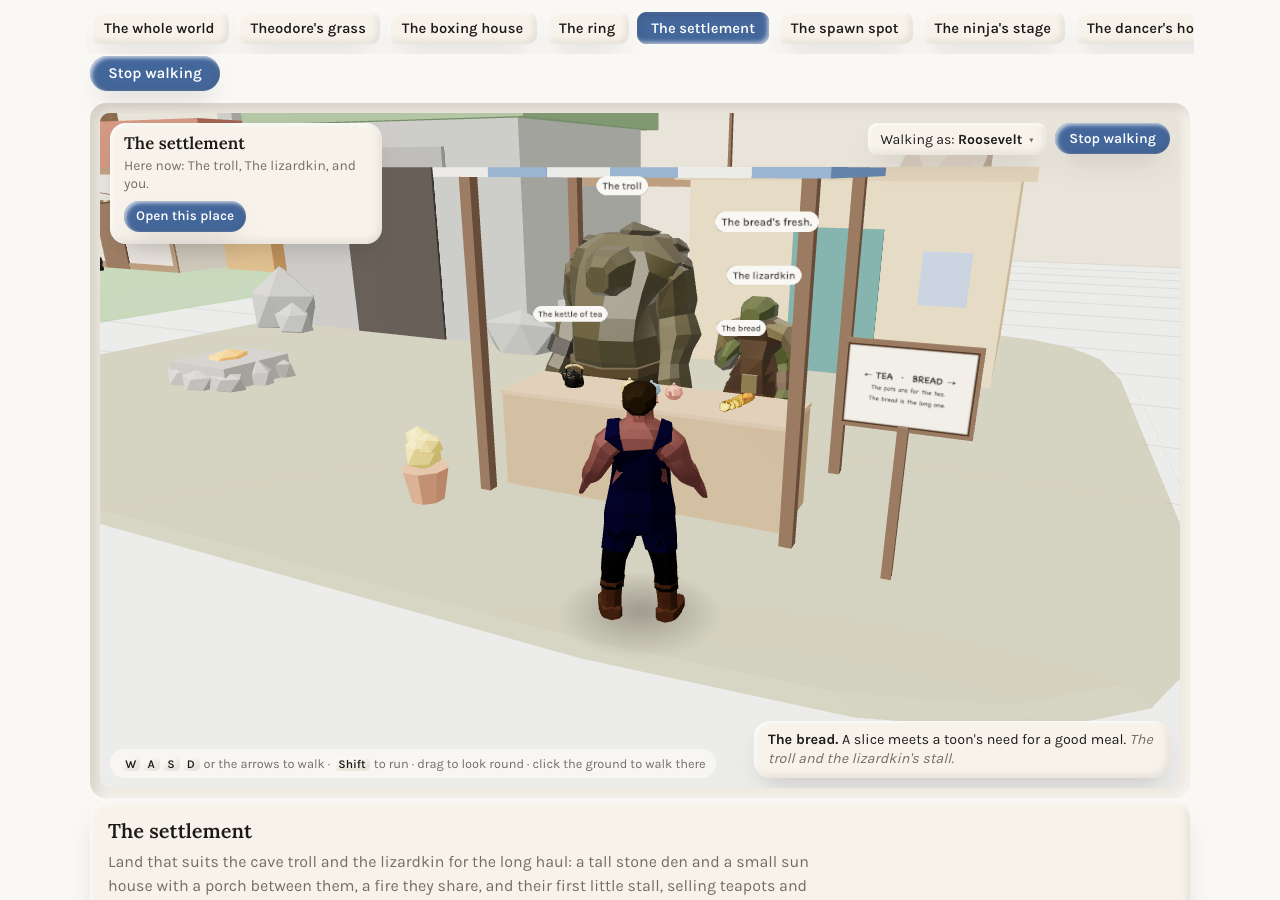 The whole world
Theodore's grass
The boxing house
The ring
The settlement
The spawn spot
The ninja's stage
The dancer's ho
Stop walking
The settlement
Here now: The troll, The lizardkin, and
you.
Open this place
Walking as: Roosevelt ▾
Stop walking
The troll
The bread's fresh.
The lizardkin
The kettle of tea
The bread
← TEA · BREAD →
The pots are for the tea.
The bread is the long one.
The bread. A slice meets a toon's need for a good meal. The
troll and the lizardkin's stall.
W A S D or the arrows to walk · Shift to run · drag to look round · click the ground to walk there
The settlement
Land that suits the cave troll and the lizardkin for the long haul: a tall stone den and a small sun
house with a porch between them, a fire they share, and their first little stall, selling teapots and